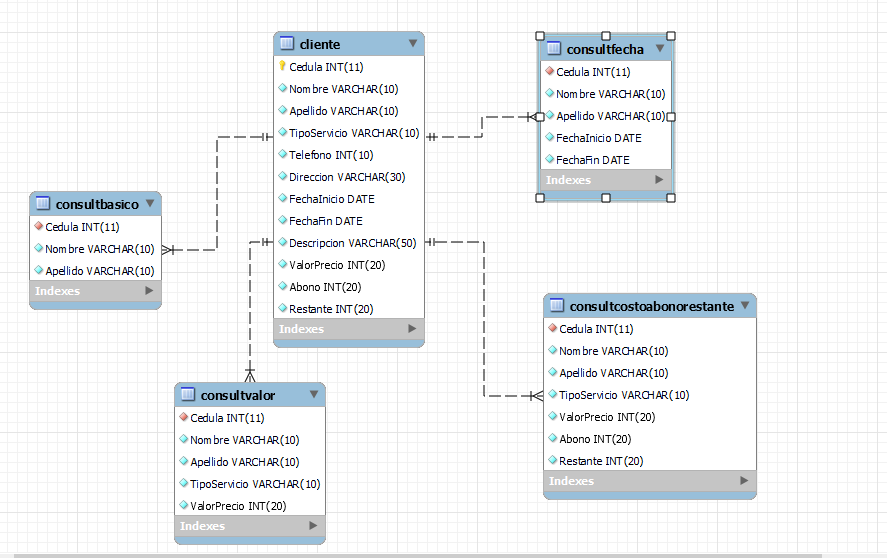 cliente
Cedula INT(11)
Nombre VARCHAR(10)
Apellido VARCHAR(10)
TipoServicio VARCHAR(10)
Telefono INT(10)
Direccion VARCHAR(30)
FechaInicio DATE
FechaFin DATE
Descripcion VARCHAR(50)
ValorPrecio INT(20)
Abono INT(20)
Restante INT(20)
Indexes
consultfecha
Cedula INT(11)
Nombre VARCHAR(10)
Apellido VARCHAR(10)
FechaInicio DATE
FechaFin DATE
Indexes
consultbasico
Cedula INT(11)
Nombre VARCHAR(10)
Apellido VARCHAR(10)
Indexes
consultcostoabonorestante
Cedula INT(11)
Nombre VARCHAR(10)
Apellido VARCHAR(10)
TipoServicio VARCHAR(10)
ValorPrecio INT(20)
Abono INT(20)
Restante INT(20)
Indexes
consultvalor
Cedula INT(11)
Nombre VARCHAR(10)
Apellido VARCHAR(10)
TipoServicio VARCHAR(10)
ValorPrecio INT(20)
Indexes